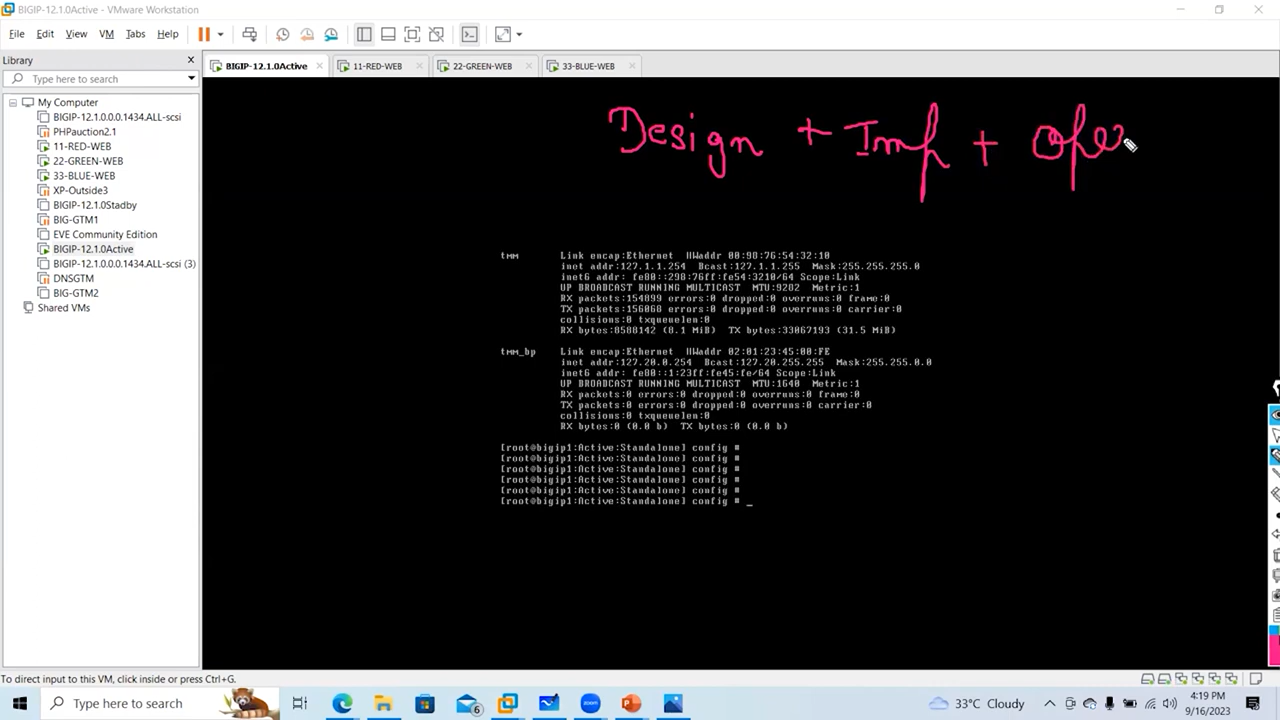 BIGIP-12.1.0Active - VMware Workstation
File Edit View VM Tabs Help
Library
Type here to search
My Computer
BIGIP-12.1.0.0.0.1434.ALL-scsi
PHPauction2.1
11-RED-WEB
22-GREEN-WEB
33-BLUE-WEB
XP-Outside3
BIGIP-12.1.0Stadby
BIG-GTM1
EVE Community Edition
BIGIP-12.1.0Active
BIGIP-12.1.0.0.0.1434.ALL-scsi (3)
DNSGTM
BIG-GTM2
Shared VMs
BIGIP-12.1.0Active 11-RED-WEB 22-GREEN-WEB 33-BLUE-WEB
Design + Imp + Ope
tmm Link encap:Ethernet HWaddr 00:98:76:54:32:10
inet addr:127.1.1.254 Bcast:127.1.1.255 Mask:255.255.255.0
inet6 addr: fe80::298:76ff:fe54:3210/64 Scope:Link
UP BROADCAST RUNNING MULTICAST MTU:9282 Metric:1
RX packets:154899 errors:0 dropped:0 overruns:0 frame:0
TX packets:156068 errors:0 dropped:0 overruns:0 carrier:0
collisions:0 txqueuelen:0
RX bytes:8588142 (8.1 MiB) TX bytes:33067193 (31.5 MiB)
tmm_bp Link encap:Ethernet HWaddr 02:01:23:45:00:FE
inet addr:127.20.0.254 Bcast:127.20.255.255 Mask:255.255.0.0
inet6 addr: fe80::1:23ff:fe45:fe/64 Scope:Link
UP BROADCAST RUNNING MULTICAST MTU:1640 Metric:1
RX packets:0 errors:0 dropped:0 overruns:0 frame:0
TX packets:0 errors:0 dropped:0 overruns:0 carrier:0
collisions:0 txqueuelen:0
RX bytes:0 (0.0 b) TX bytes:0 (0.0 b)
[root@bigip1:Active:Standalone] config #
[root@bigip1:Active:Standalone] config #
[root@bigip1:Active:Standalone] config #
[root@bigip1:Active:Standalone] config #
[root@bigip1:Active:Standalone] config #
[root@bigip1:Active:Standalone] config # _
To direct input to this VM, click inside or press Ctrl+G.
Type here to search
6
zoom
33°C Cloudy
4:19 PM
9/16/2023